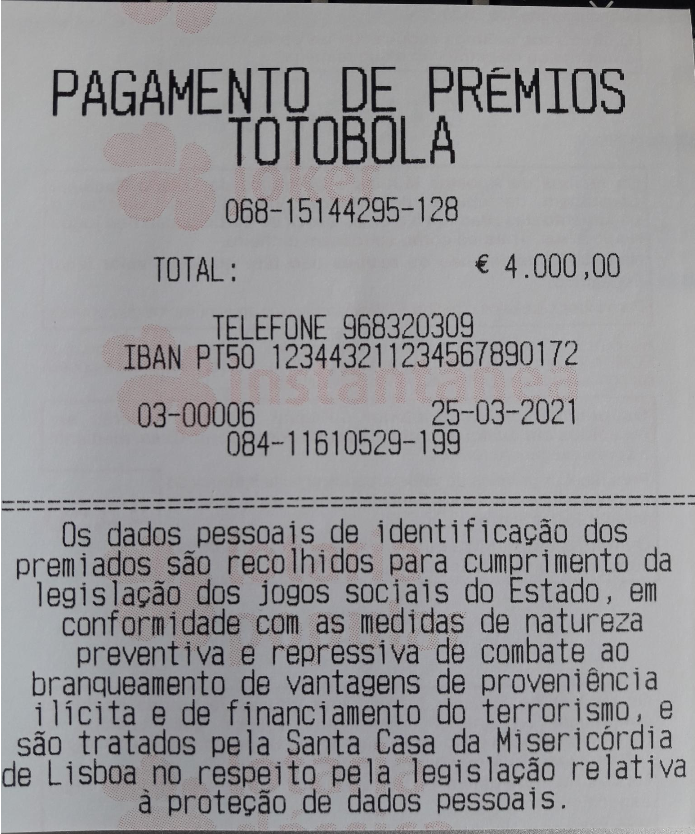 PAGAMENTO DE PRÉMIOS
TOTOBOLA
joker
068-15144295-128
TOTAL: € 4.000,00
TELEFONE 968320309
IBAN PT50 123443211234567890172
instantânea
03-00006 25-03-2021
084-11610529-199
Os dados pessoais de identificação dos
premiados são recolhidos para cumprimento da
legislação dos jogos sociais do Estado, em
conformidade com as medidas de natureza
preventiva e repressiva de combate ao
branqueamento de vantagens de proveniência
ilícita e de financiamento do terrorismo, e
são tratados pela Santa Casa da Misericórdia
de Lisboa no respeito pela legislação relativa
à proteção de dados pessoais.